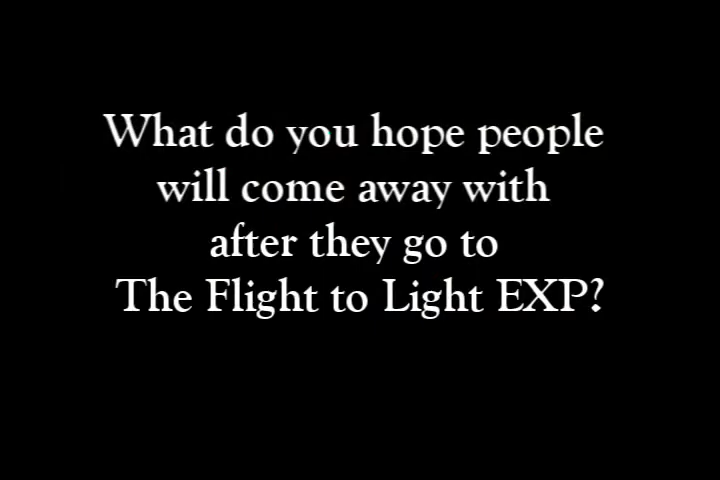 What do you hope people
will come away with
after they go to
The Flight to Light EXP?